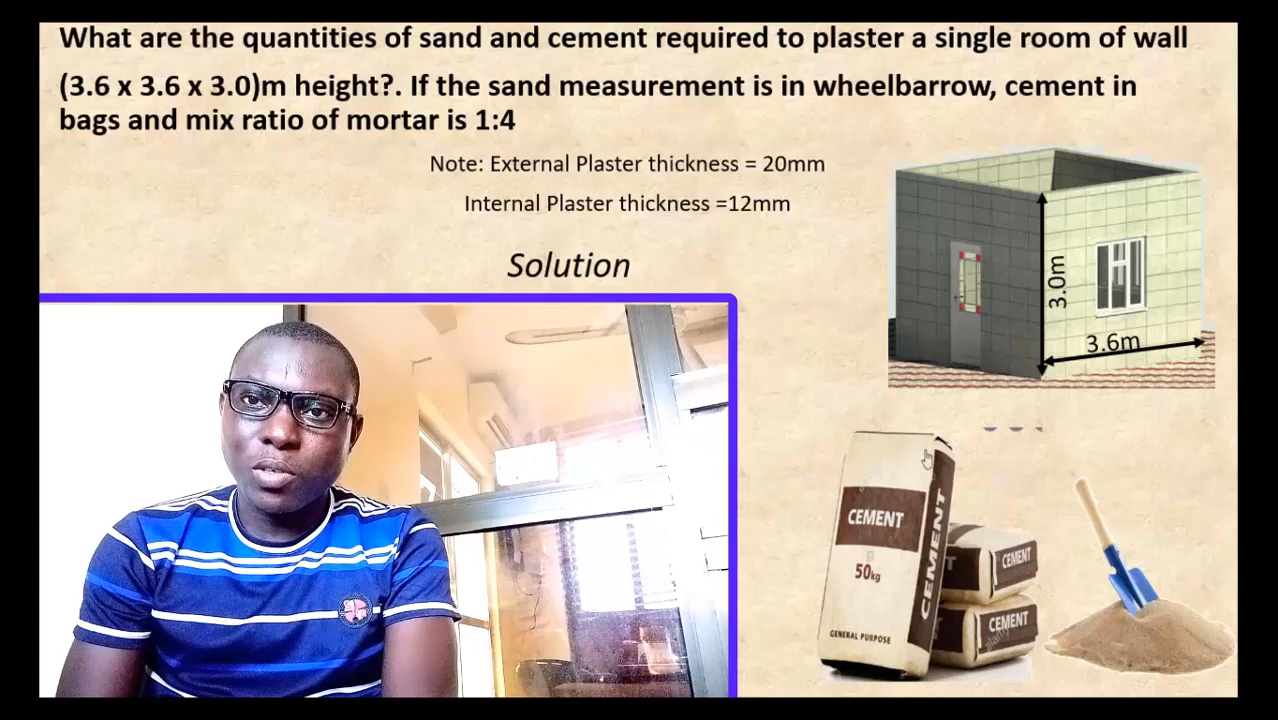 What are the quantities of sand and cement required to plaster a single room of wall
(3.6 x 3.6 x 3.0)m height?. If the sand measurement is in wheelbarrow, cement in
bags and mix ratio of mortar is 1:4
Note: External Plaster thickness = 20mm
Internal Plaster thickness =12mm
Solution
3.0m
3.6m
CEMENT
50kg
GENERAL PURPOSE
CEMENT
CEMENT
CEMENT